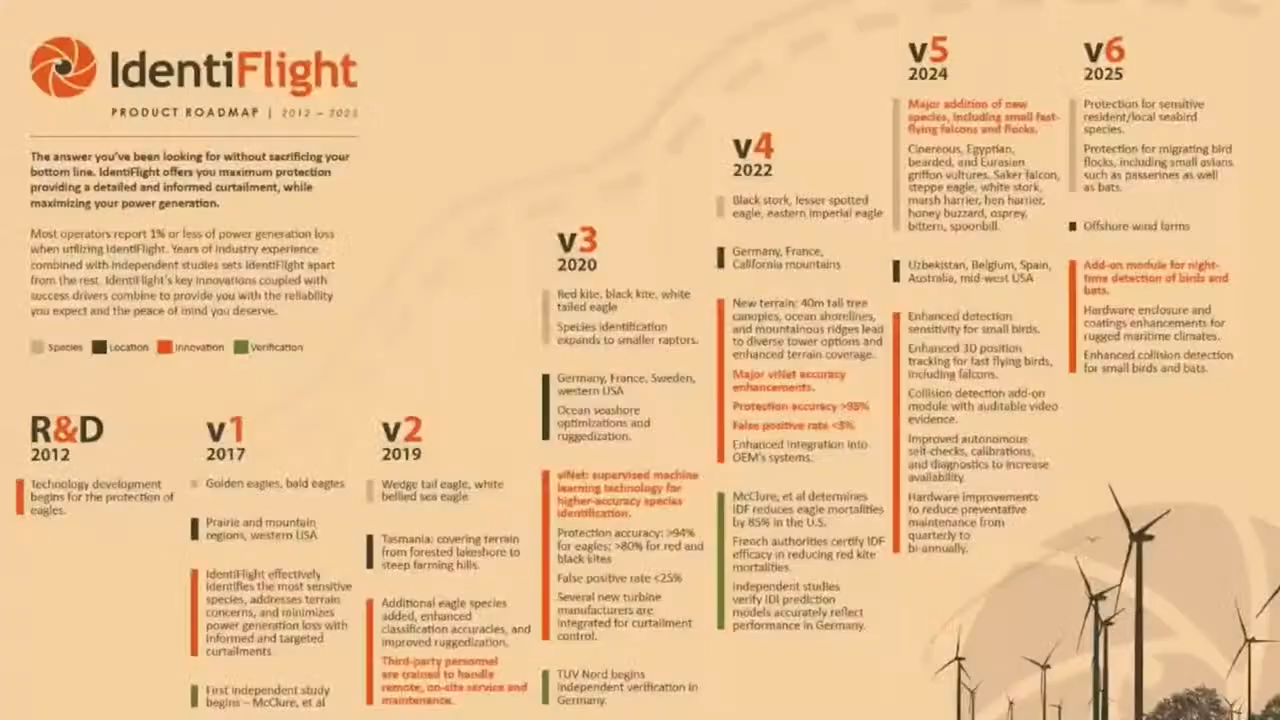 IdentiFlight
PRODUCT ROADMAP | 2012 – 2025
The answer you've been looking for without sacrificing your
bottom line. IdentiFlight offers you maximum protection
providing a detailed and informed curtailment, while
maximizing your power generation.
Most operators report 1% or less of power generation loss
when utilizing IdentiFlight. Years of industry experience
combined with independent studies sets IdentiFlight apart
from the rest. IdentiFlight's key innovations coupled with
success drivers combine to provide you with the reliability
you expect and the peace of mind you deserve.
Species Location Innovation Verification
R&D
2012
Technology development
begins for the protection of
eagles.
v1
2017
Golden eagles, bald eagles
Prairie and mountain
regions, western USA
IdentiFlight effectively
identifies the most sensitive
species, addresses terrain
concerns, and minimizes
power generation loss with
informed and targeted
curtailments
First independent study
begins – McClure, et al
v2
2019
Wedge tail eagle, white
bellied sea eagle
Tasmania: covering terrain
from forested lakeshore to
steep farming hills.
Additional eagle species
added, enhanced
classification accuracies, and
improved ruggedization.
Third-party personnel
are trained to handle
remote, on-site service and
maintenance.
v3
2020
Red kite, black kite, white
tailed eagle
Species identification
expands to smaller raptors.
Germany, France, Sweden,
western USA
Ocean seashore
optimizations and
ruggedization.
viNet: supervised machine
learning technology for
higher-accuracy species
identification.
Protection accuracy: >94%
for eagles; >80% for red and
black kites
False positive rate <25%
Several new turbine
manufacturers are
integrated for curtailment
control.
TUV Nord begins
independent verification in
Germany.
v4
2022
Black stork, lesser spotted
eagle, eastern imperial eagle
Germany, France,
California mountains
New terrain: 40m tall tree
canopies, ocean shorelines,
and mountainous ridges lead
to diverse tower options and
enhanced terrain coverage.
Major viNet accuracy
enhancements.
Protection accuracy >98%
False positive rate <3%
Enhanced integration into
OEM's systems.
McClure, et al determines
IDF reduces eagle mortalities
by 85% in the U.S.
French authorities certify IDF
efficacy in reducing red kite
mortalities.
Independent studies
verify IDF prediction
models accurately reflect
performance in Germany.
v5
2024
Major addition of new
species, including small fast-
flying falcons and flocks.
Cinereous, Egyptian,
bearded, and Eurasian
griffon vultures. Saker falcon,
steppe eagle, white stork,
marsh harrier, hen harrier,
honey buzzard, osprey,
bittern, spoonbill.
Uzbekistan, Belgium, Spain,
Australia, mid-west USA
Enhanced detection
sensitivity for small birds.
Enhanced 3D position
tracking for fast flying birds,
including falcons.
Collision detection add-on
module with auditable video
evidence.
Improved autonomous
self-checks, calibrations,
and diagnostics to increase
availability.
Hardware improvements
to reduce preventative
maintenance from
quarterly to
bi-annually.
v6
2025
Protection for sensitive
resident/local seabird
species.
Protection for migrating bird
flocks, including small avians
such as passerines as well
as bats.
Offshore wind farms
Add-on module for night-
time detection of birds and
bats.
Hardware enclosure and
coatings enhancements for
rugged maritime climates.
Enhanced collision detection
for small birds and bats.